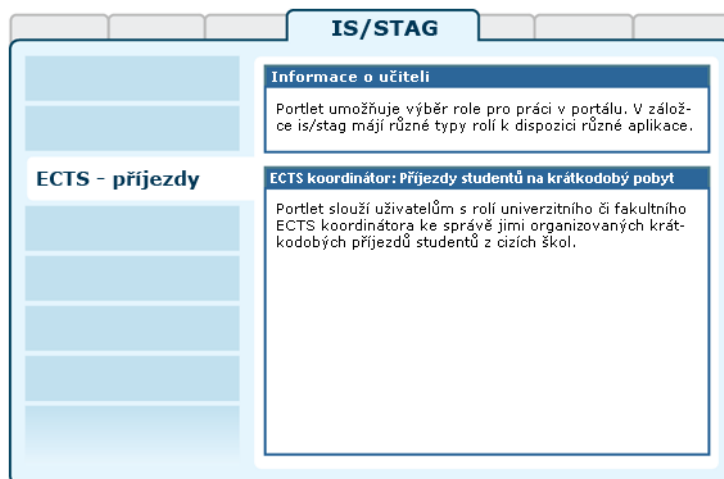 IS/STAG
Informace o učiteli
Portlet umožňuje výběr role pro práci v portálu. V zálož-
ce is/stag májí různé typy rolí k dispozici různé aplikace.
ECTS - příjezdy
ECTS koordinátor: Příjezdy studentů na krátkodobý pobyt
Portlet slouží uživatelům s rolí univerzitního či fakultního
ECTS koordinátora ke správě jimi organizovaných krát-
kodobých příjezdů studentů z cizích škol.